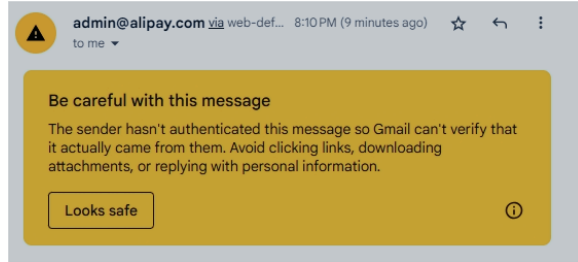 admin@alipay.com via web-def... 8:10 PM (9 minutes ago)
to me
Be careful with this message
The sender hasn't authenticated this message so Gmail can't verify that
it actually came from them. Avoid clicking links, downloading
attachments, or replying with personal information.
Looks safe